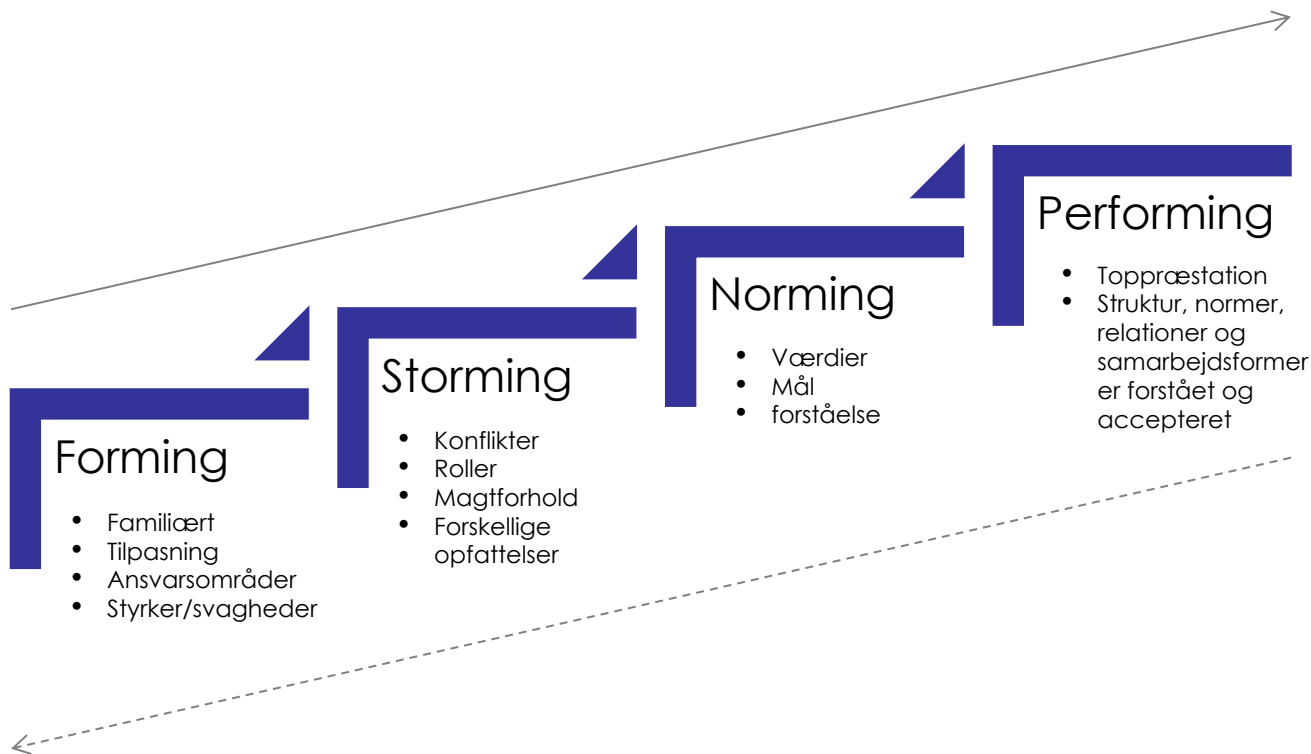 Forming
• Familiært
• Tilpasning
• Ansvarsområder
• Styrker/svagheder
Storming
• Konflikter
• Roller
• Magtforhold
• Forskellige
opfattelser
Norming
• Værdier
• Mål
• forståelse
Performing
• Toppræstation
• Struktur, normer,
relationer og
samarbejdsformer
er forstået og
accepteret